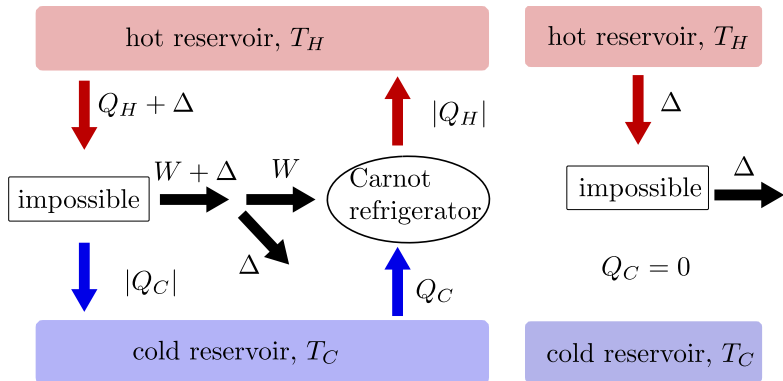 hot reservoir, T_H
Q_H + Δ
|Q_H|
impossible
W + Δ
W
Carnot
refrigerator
Δ
|Q_C|
Q_C
cold reservoir, T_C
hot reservoir, T_H
Δ
impossible
Δ
Q_C = 0
cold reservoir, T_C